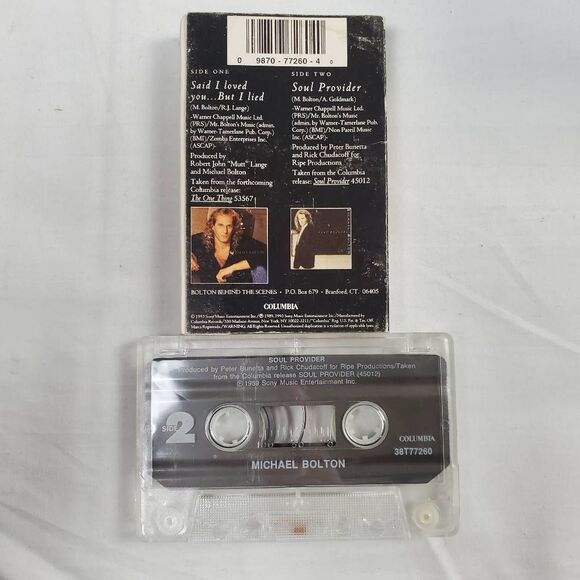 0 9870-77260-4 0
SIDE ONE
Said I loved
you...But I lied
(M. Bolton/R.J. Lange)
-Warner Chappell Music Ltd.
(PRS)/Mr. Bolton's Music (admin.
by Warner-Tamerlane Pub. Corp.)
(BMI)/Zomba Enterprises Inc.
(ASCAP)-
Produced by
Robert John "Mutt" Lange
and Michael Bolton
Taken from the forthcoming
Columbia release:
The One Thing 53567
SIDE TWO
Soul Provider
(M. Bolton/A. Goldmark)
-Warner Chappell Music Ltd.
(PRS)/Mr. Bolton's Music
(admin. by Warner-Tamerlane Pub.
Corp.) (BMI)/Non Pareil Music
Inc. (ASCAP)-
Produced by Peter Bunetta
and Rick Chudacoff for
Ripe Productions
Taken from the Columbia
release: Soul Provider 45012
BOLTON BEHIND THE SCENES • P.O. Box 679 • Branford, CT. 06405
COLUMBIA
SOUL PROVIDER
Produced by Peter Bunetta and Rick Chudacoff for Ripe Productions/Taken
from the Columbia release SOUL PROVIDER (45012)
Ⓟ1989 Sony Music Entertainment Inc.
SIDE 2
COLUMBIA
38T77260
MICHAEL BOLTON